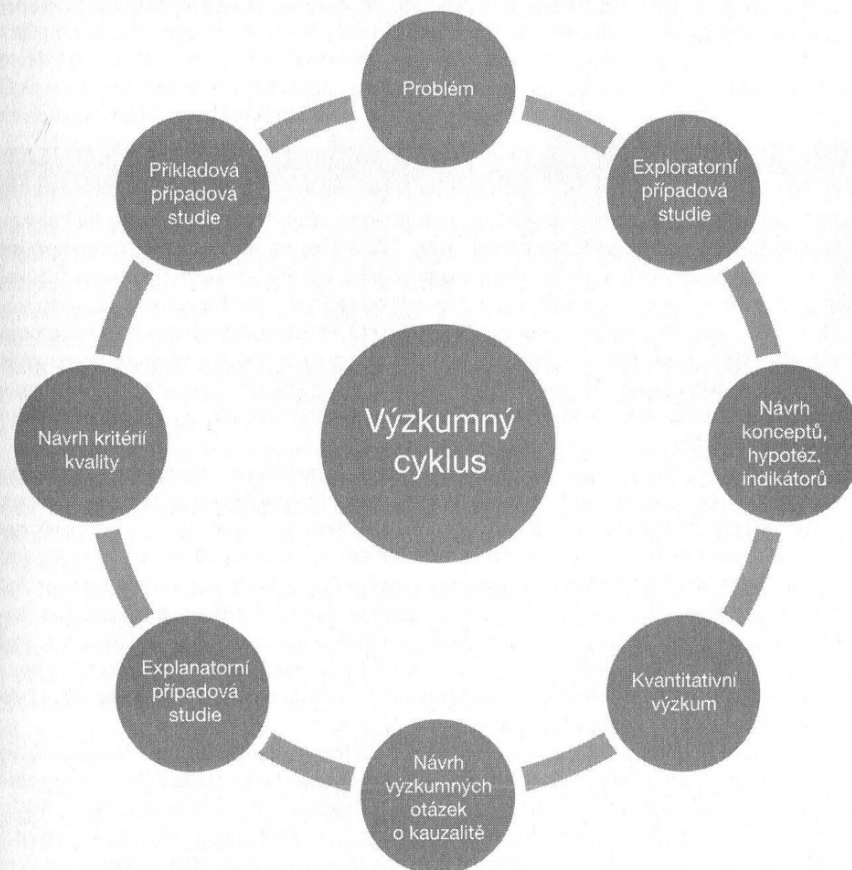 Problém
Exploratorní
případová
studie
Návrh
konceptů,
hypotéz,
indikátorů
Kvantitativní
výzkum
Návrh
výzkumných
otázek
o kauzalitě
Explanatorní
případová
studie
Návrh kritérií
kvality
Příkladová
případová
studie
Výzkumný
cyklus